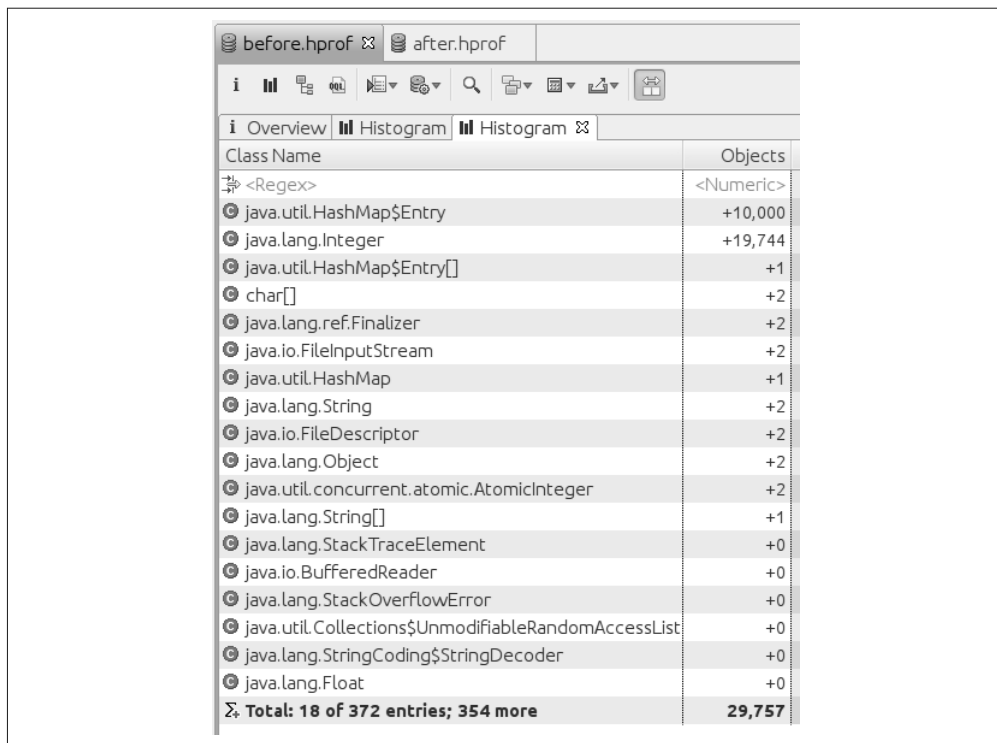 before.hprof after.hprof
i OQL
i Overview Histogram Histogram
Class Name Objects
<Regex> <Numeric>
java.util.HashMap$Entry +10,000
java.lang.Integer +19,744
java.util.HashMap$Entry[] +1
char[] +2
java.lang.ref.Finalizer +2
java.io.FileInputStream +2
java.util.HashMap +1
java.lang.String +2
java.io.FileDescriptor +2
java.lang.Object +2
java.util.concurrent.atomic.AtomicInteger +2
java.lang.String[] +1
java.lang.StackTraceElement +0
java.io.BufferedReader +0
java.lang.StackOverflowError +0
java.util.Collections$UnmodifiableRandomAccessList +0
java.lang.StringCoding$StringDecoder +0
java.lang.Float +0
Σ+ Total: 18 of 372 entries; 354 more 29,757